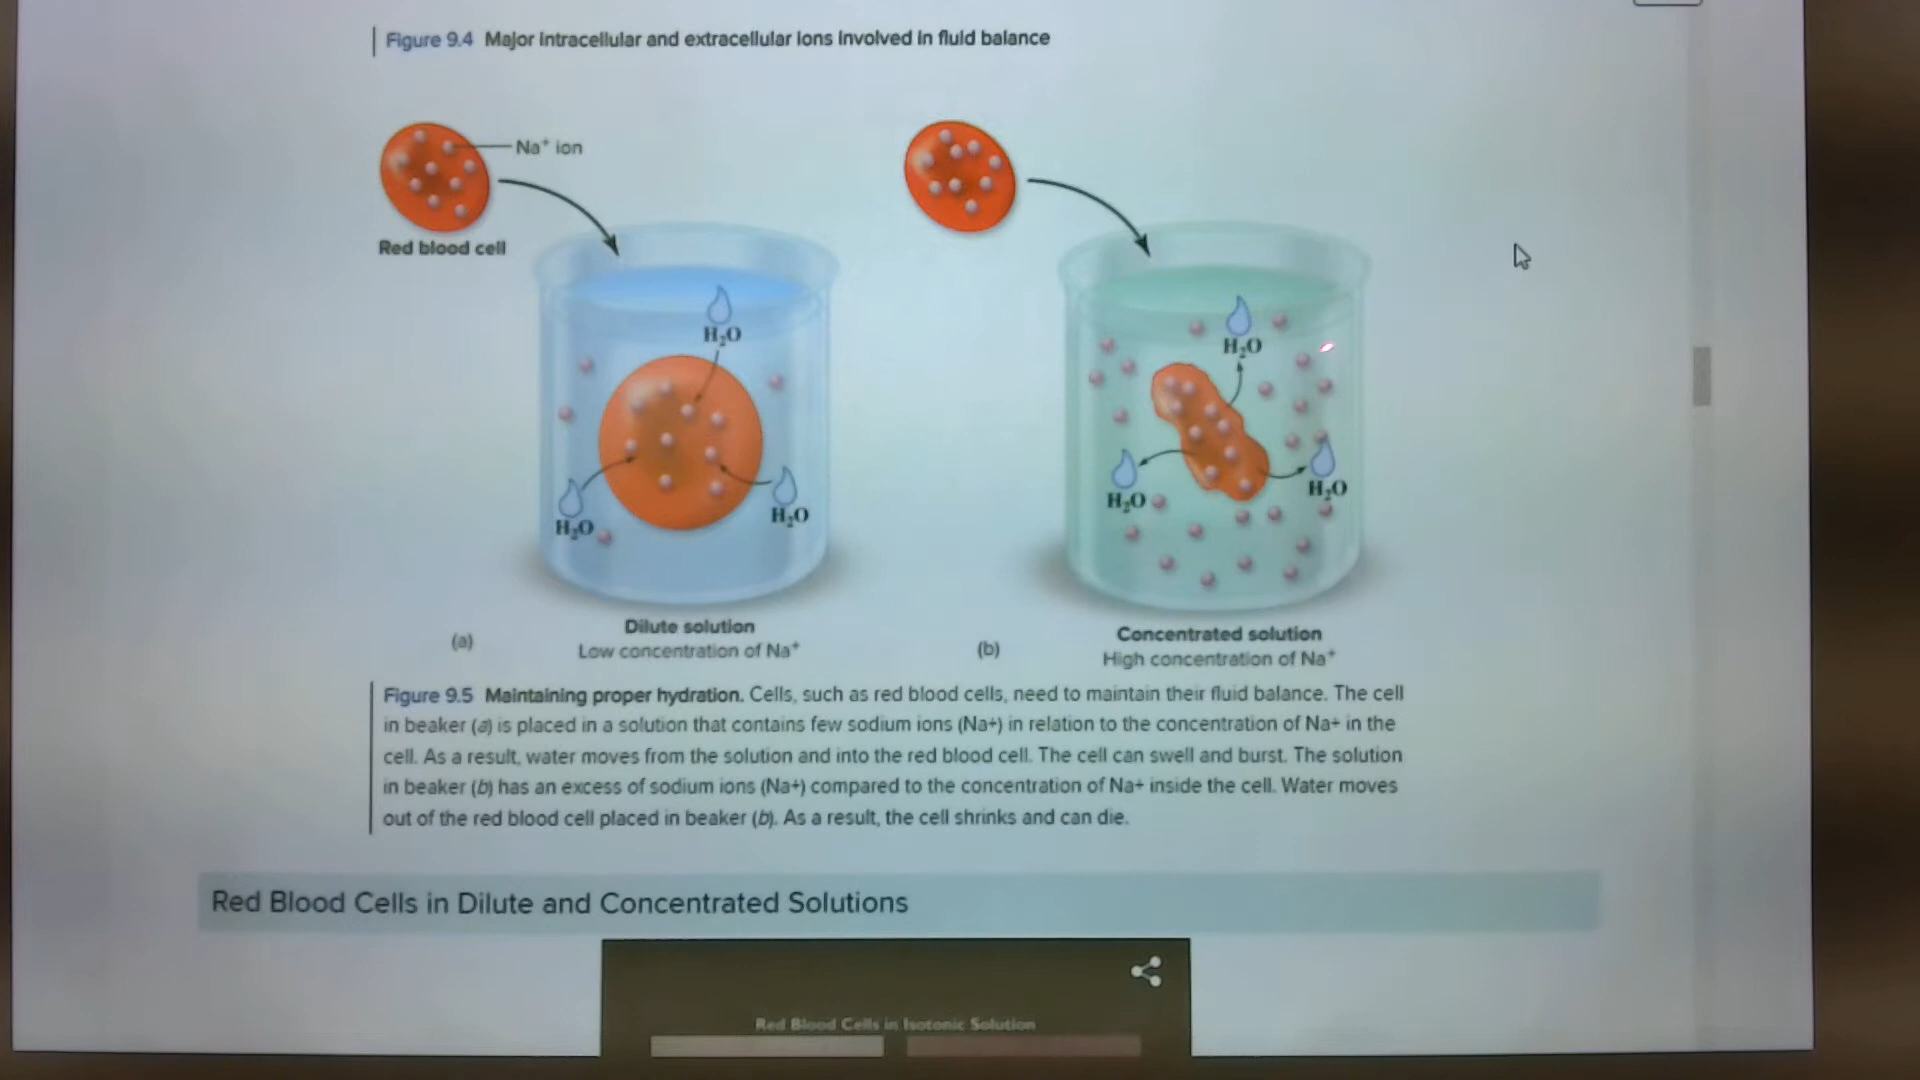 Figure 9.4 Major intracellular and extracellular ions involved in fluid balance
Na⁺ ion
Red blood cell
H₂O
H₂O
H₂O
H₂O
H₂O
H₂O
(a)
Dilute solution
Low concentration of Na⁺
(b)
Concentrated solution
High concentration of Na⁺
Figure 9.5 Maintaining proper hydration. Cells, such as red blood cells, need to maintain their fluid balance. The cell
in beaker (a) is placed in a solution that contains few sodium ions (Na+) in relation to the concentration of Na+ in the
cell. As a result, water moves from the solution and into the red blood cell. The cell can swell and burst. The solution
in beaker (b) has an excess of sodium ions (Na+) compared to the concentration of Na+ inside the cell. Water moves
out of the red blood cell placed in beaker (b). As a result, the cell shrinks and can die.
Red Blood Cells in Dilute and Concentrated Solutions
Red Blood Cells in Isotonic Solution